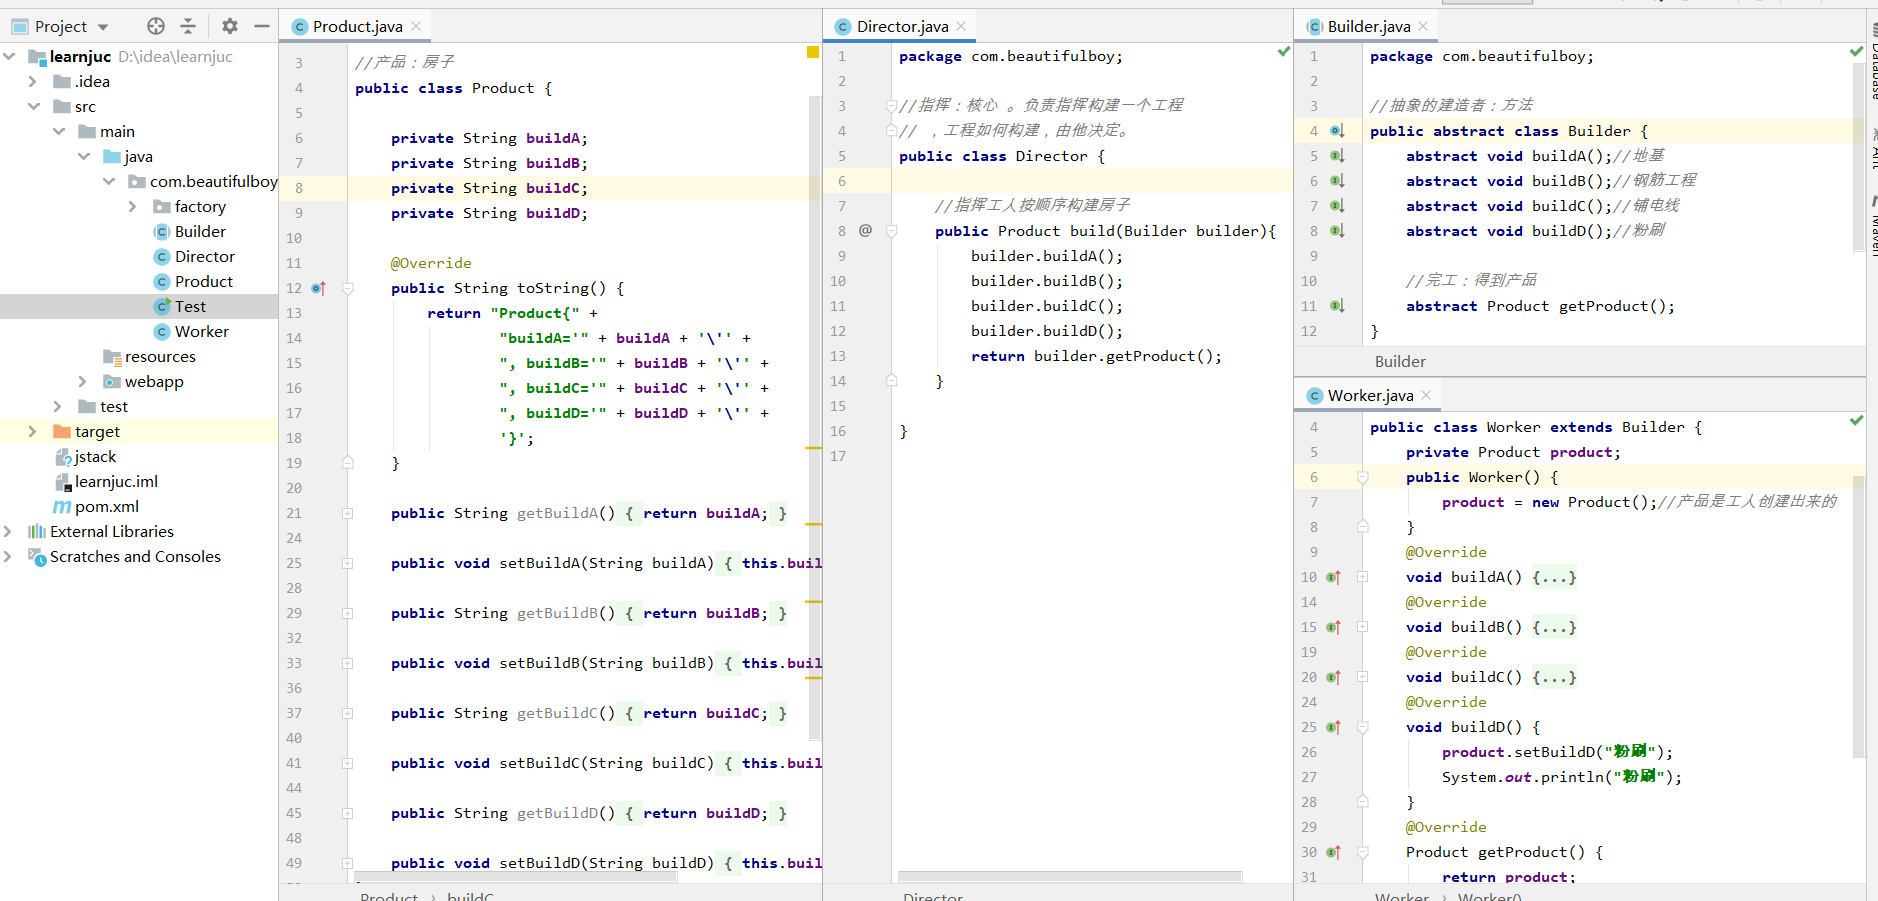 Project
learnjuc D:\idea\learnjuc
.idea
src
main
java
com.beautifulboy
factory
Builder
Director
Product
Test
Worker
resources
webapp
test
target
jstack
learnjuc.iml
pom.xml
External Libraries
Scratches and Consoles
Product.java
3 //产品：房子
4 public class Product {
5
6 private String buildA;
7 private String buildB;
8 private String buildC;
9 private String buildD;
10
11 @Override
12 public String toString() {
13 return "Product{" +
14 "buildA='" + buildA + '\'' +
15 ", buildB='" + buildB + '\'' +
16 ", buildC='" + buildC + '\'' +
17 ", buildD='" + buildD + '\'' +
18 '}';
19 }
20
21 public String getBuildA() { return buildA; }
24
25 public void setBuildA(String buildA) { this.buil
28
29 public String getBuildB() { return buildB; }
32
33 public void setBuildB(String buildB) { this.buil
36
37 public String getBuildC() { return buildC; }
40
41 public void setBuildC(String buildC) { this.buil
44
45 public String getBuildD() { return buildD; }
48
49 public void setBuildD(String buildD) { this.buil
Product › buildC
Director.java
1 package com.beautifulboy;
2
3 //指挥：核心 。负责指挥构建一个工程
4 // ，工程如何构建，由他决定。
5 public class Director {
6
7 //指挥工人按顺序构建房子
8 @ public Product build(Builder builder){
9 builder.buildA();
10 builder.buildB();
11 builder.buildC();
12 builder.buildD();
13 return builder.getProduct();
14 }
15
16 }
17
Director
Builder.java
1 package com.beautifulboy;
2
3 //抽象的建造者：方法
4 public abstract class Builder {
5 abstract void buildA();//地基
6 abstract void buildB();//钢筋工程
7 abstract void buildC();//铺电线
8 abstract void buildD();//粉刷
9
10 //完工：得到产品
11 abstract Product getProduct();
12 }
Builder
Worker.java
4 public class Worker extends Builder {
5 private Product product;
6 public Worker() {
7 product = new Product();//产品是工人创建出来的
8 }
9 @Override
10 void buildA() {...}
14 @Override
15 void buildB() {...}
19 @Override
20 void buildC() {...}
24 @Override
25 void buildD() {
26 product.setBuildD("粉刷");
27 System.out.println("粉刷");
28 }
29 @Override
30 Product getProduct() {
31 return product;
Worker › Worker()
Database
Ant
Maven